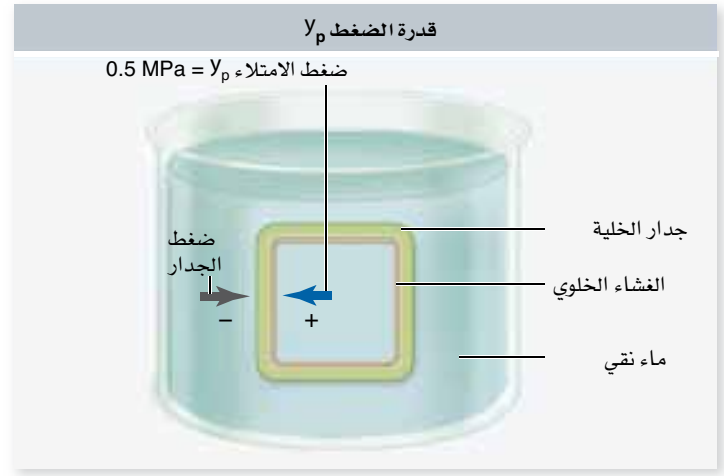 قدرة الضغط yp
ضغط الامتلاء 0.5 MPa = yp
جدار الخلية
ضغط
الجدار
الغشاء الخلوي
– +
ماء نقي